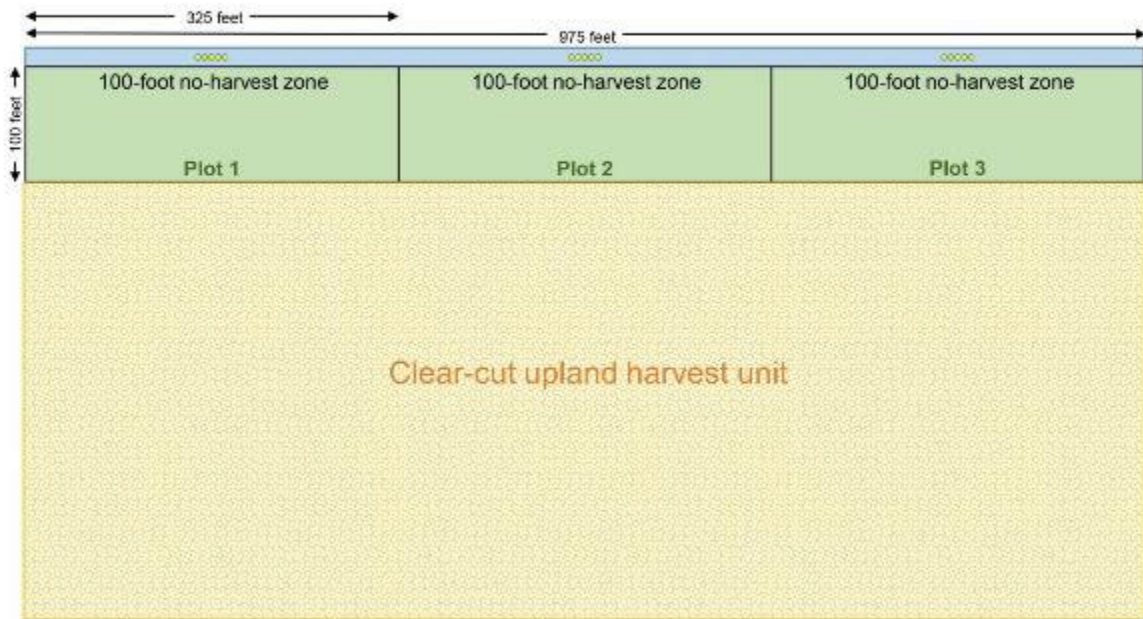 325 feet
975 feet
100-foot no-harvest zone
100-foot no-harvest zone
100-foot no-harvest zone
100 feet
Plot 1
Plot 2
Plot 3
Clear-cut upland harvest unit